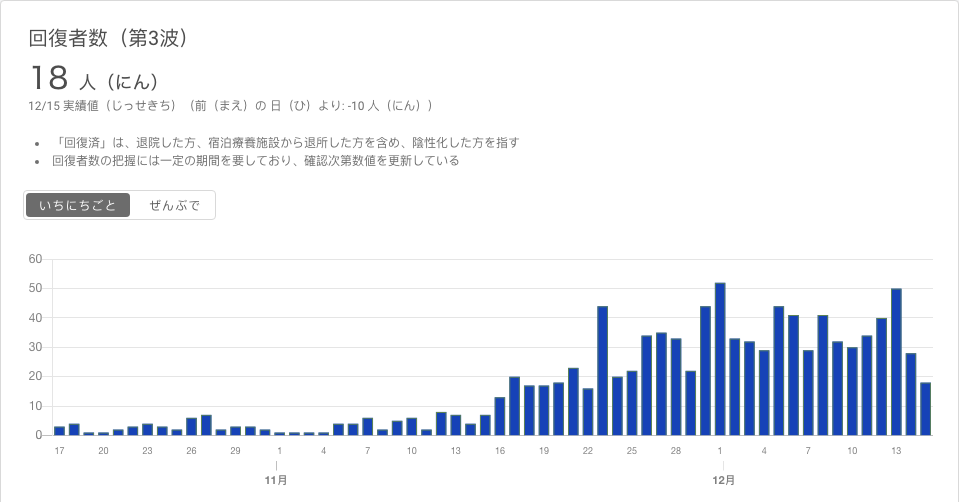 回復者数（第3波）
18 人（にん）
12/15 実績値（じっせきち）（前（まえ）の 日（ひ）より: -10 人（にん））
• 「回復済」は、退院した方、宿泊療養施設から退所した方を含め、陰性化した方を指す
• 回復者数の把握には一定の期間を要しており、確認次第数値を更新している
いちにちごと ぜんぶで
60
50
40
30
20
10
0
17 20 23 26 29 1 4 7 10 13 16 19 22 25 28 1 4 7 10 13
11月 12月